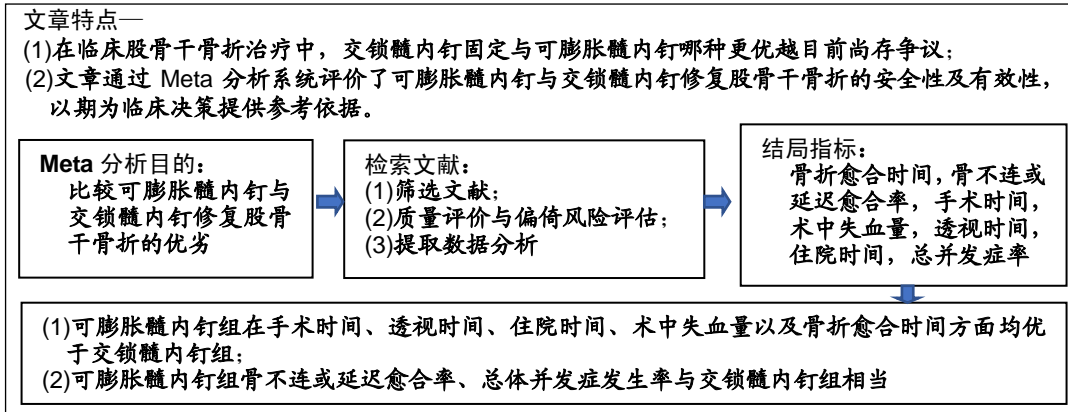 文章特点—
(1)在临床股骨干骨折治疗中，交锁髓内钉固定与可膨胀髓内钉哪种更优越目前尚存争议；
(2)文章通过 Meta 分析系统评价了可膨胀髓内钉与交锁髓内钉修复股骨干骨折的安全性及有效性，
以期为临床决策提供参考依据。
Meta 分析目的：
比较可膨胀髓内钉与
交锁髓内钉修复股骨
干骨折的优劣
检索文献：
(1)筛选文献；
(2)质量评价与偏倚风险评估；
(3)提取数据分析
结局指标：
骨折愈合时间，骨不连或
延迟愈合率，手术时间，
术中失血量，透视时间，
住院时间，总并发症率
(1)可膨胀髓内钉组在手术时间、透视时间、住院时间、术中失血量以及骨折愈合时间方面均优
于交锁髓内钉组；
(2)可膨胀髓内钉组骨不连或延迟愈合率、总体并发症发生率与交锁髓内钉组相当